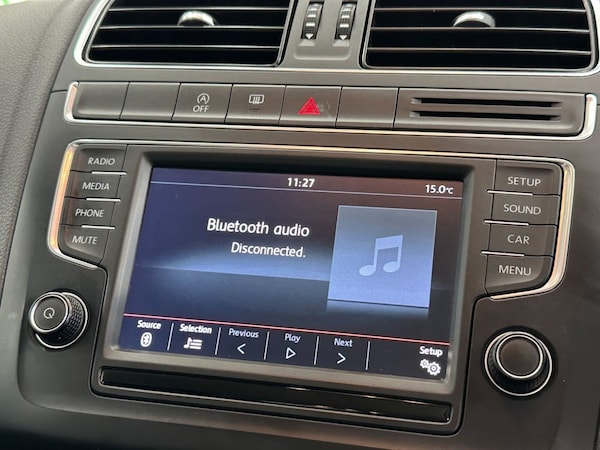 A
OFF
RADIO
MEDIA
PHONE
MUTE
11:27
15.0°C
Bluetooth audio
Disconnected.
Source
Selection
Previous
Play
Next
Setup
SETUP
SOUND
CAR
MENU